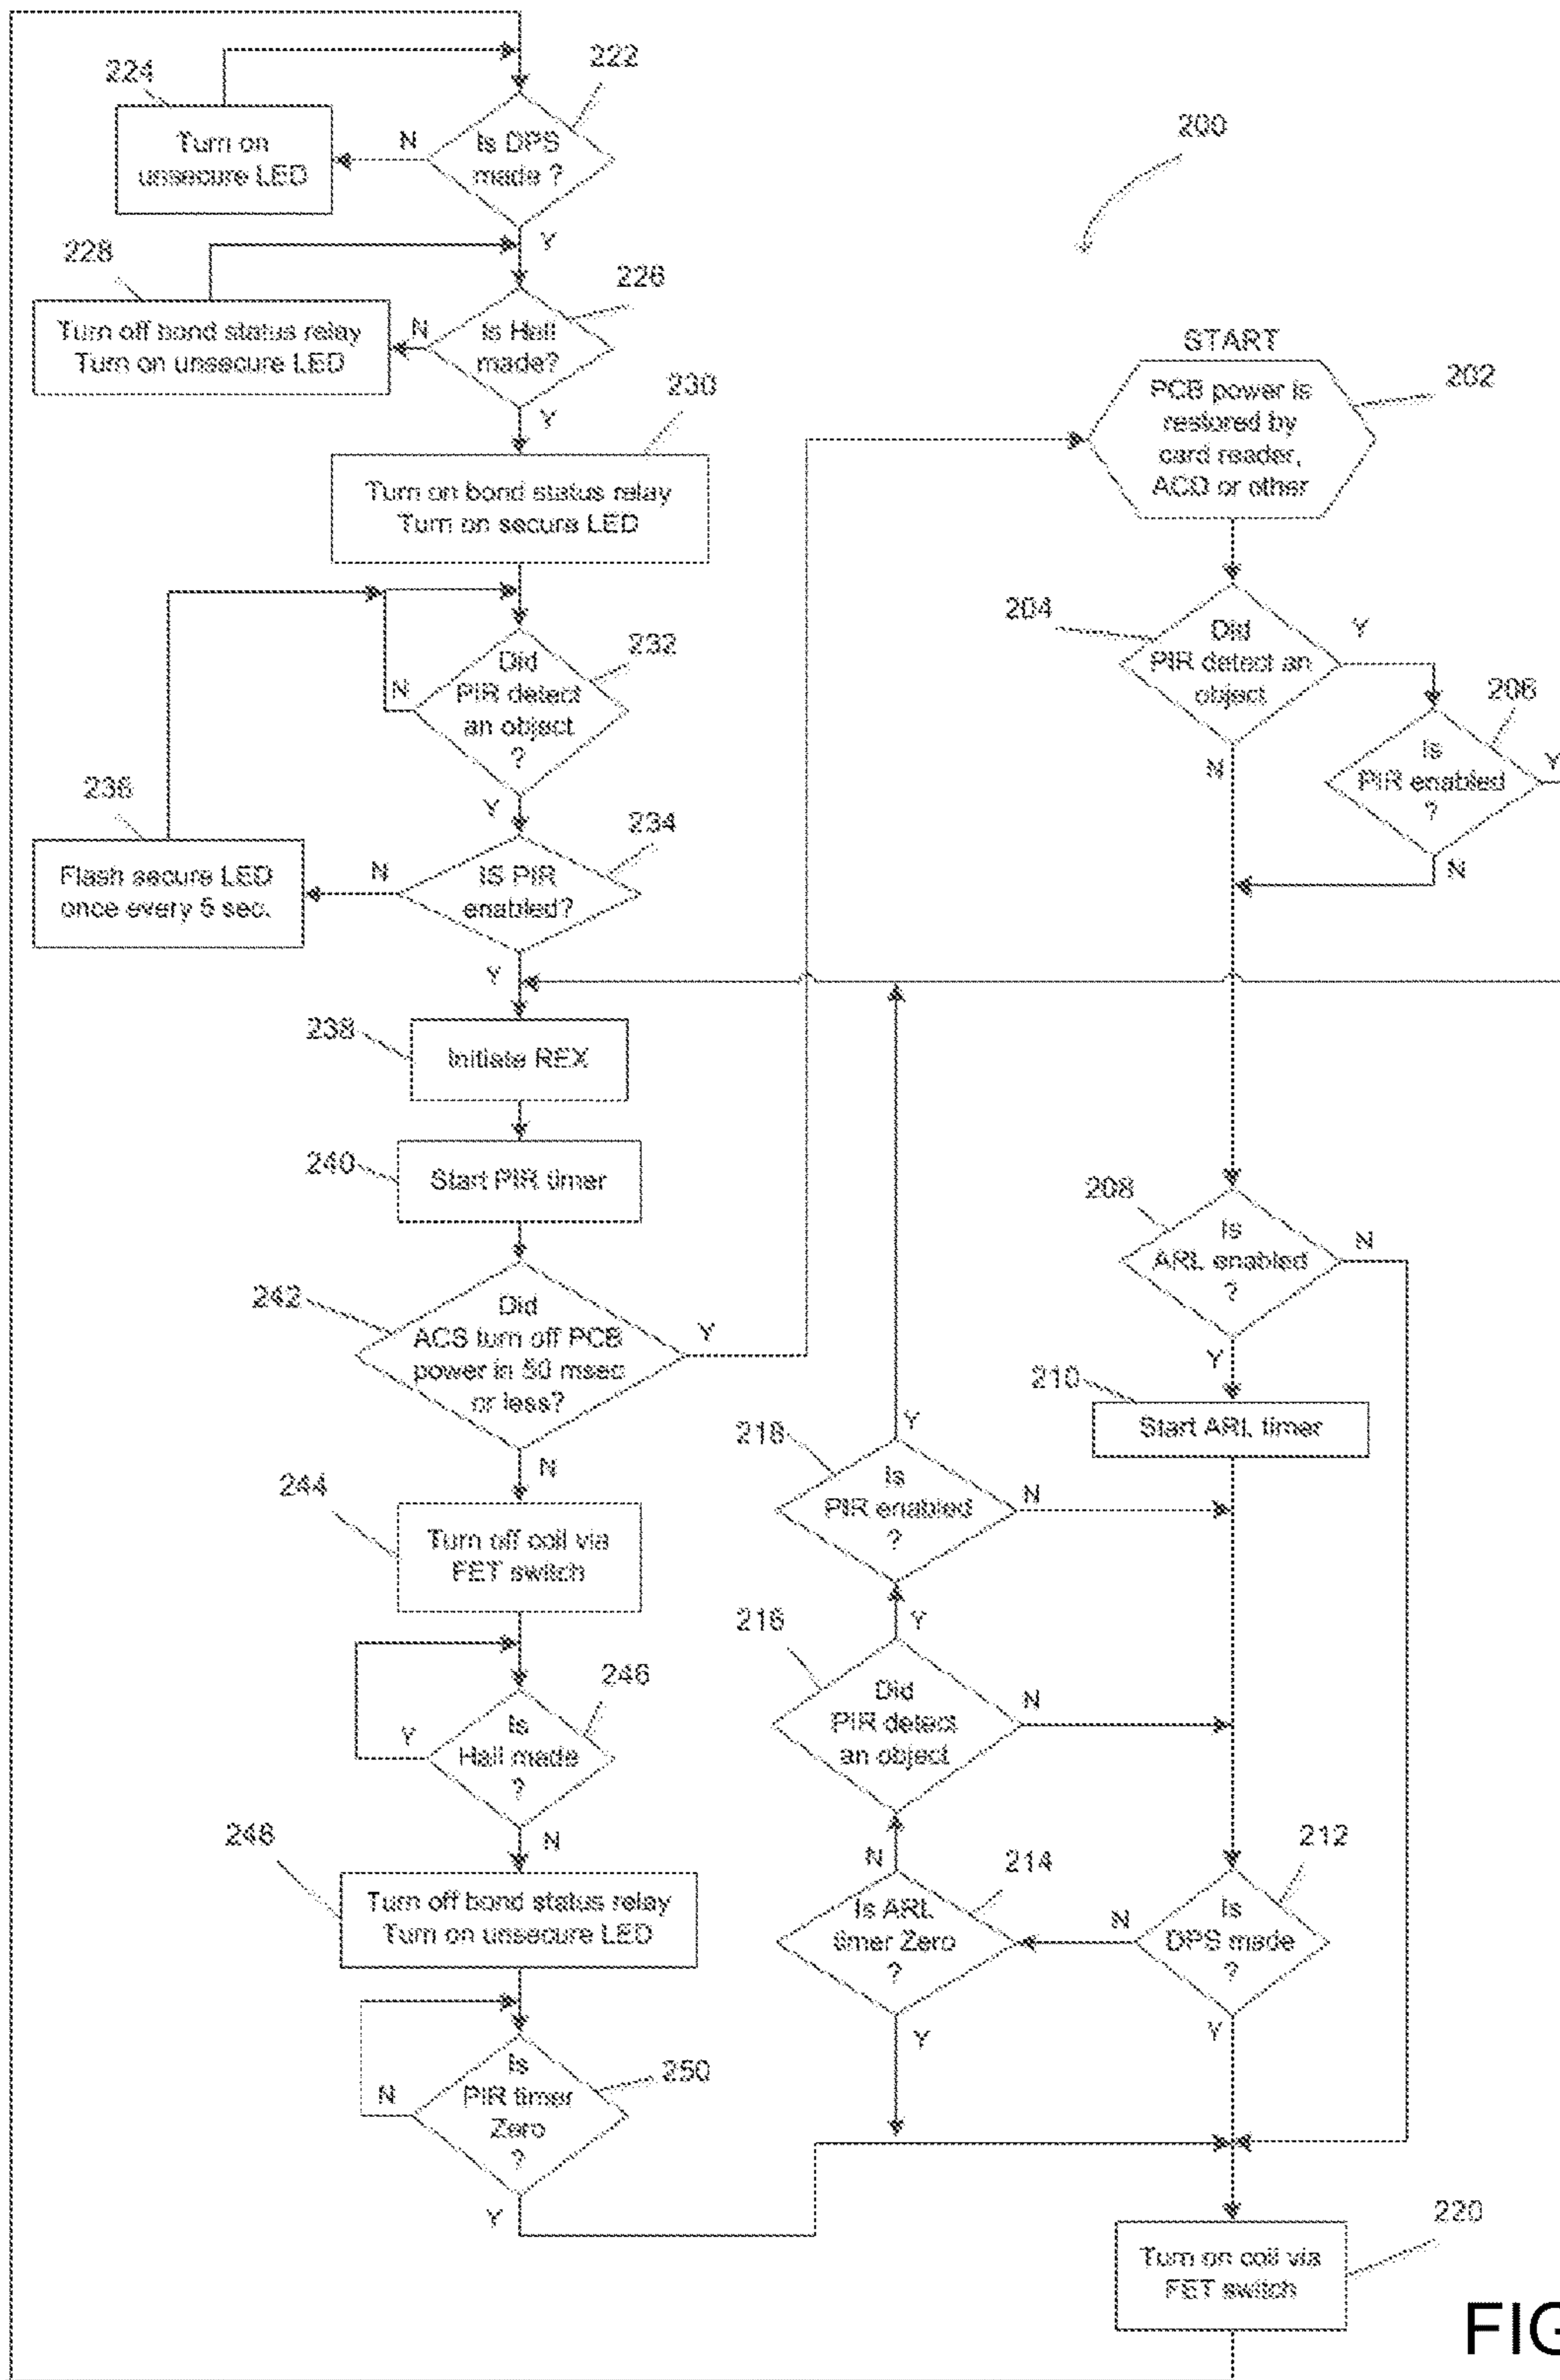 224
Turn on
unsecure LED
N
222
Is DPS
made ?
Y
228
Turn off bond status relay
Turn on unsecure LED
N
226
Is Hall
made?
Y
230
Turn on bond status relay
Turn on secure LED
232
Did
PIR detect
an object
?
N
Y
236
Flash secure LED
once every 5 sec.
N
234
IS PIR
enabled?
Y
238
Initiate REX
240
Start PIR timer
242
Did
ACS turn off PCB
power in 50 msec
or less?
Y
N
244
Turn off coil via
FET switch
246
Is
Hall made
?
Y
N
248
Turn off bond status relay
Turn on unsecure LED
250
Is
PIR timer
Zero
?
N
Y
200
START
202
PCB power is
restored by
card reader,
ACD or other
204
Did
PIR detect an
object
Y
N
206
Is
PIR enabled
?
Y
N
208
Is
ARL enabled
?
N
Y
210
Start ARL timer
218
Is
PIR enabled
?
Y
N
216
Did
PIR detect
an object
Y
N
214
Is ARL
timer Zero
?
N
Y
212
Is
DPS made
?
N
Y
220
Turn on coil via
FET switch
FIG